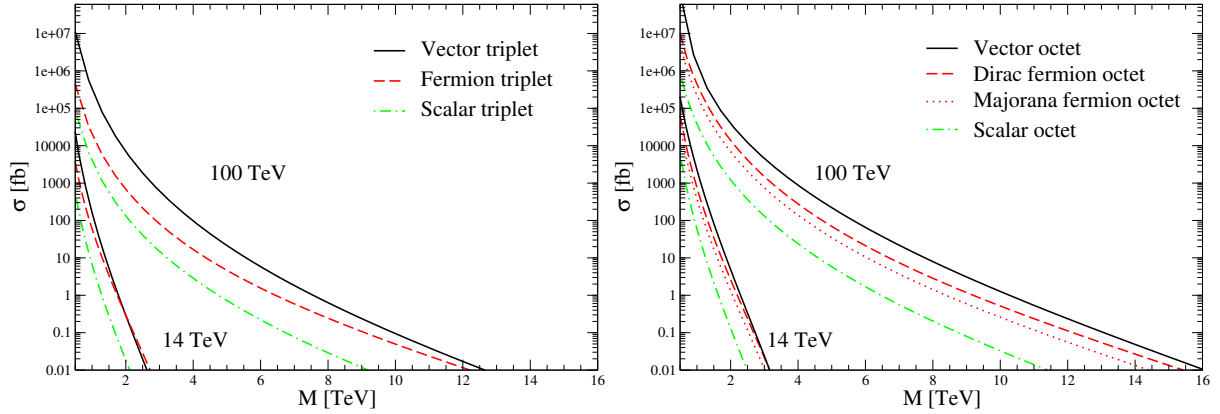 1e+07
1e+06
1e+05
10000
1000
100
10
1
0.1
0.01
σ [fb]
Vector triplet
Fermion triplet
Scalar triplet
100 TeV
14 TeV
2 4 6 8 10 12 14 16
M [TeV]
1e+07
1e+06
1e+05
10000
1000
100
10
1
0.1
0.01
σ [fb]
Vector octet
Dirac fermion octet
Majorana fermion octet
Scalar octet
100 TeV
14 TeV
2 4 6 8 10 12 14 16
M [TeV]